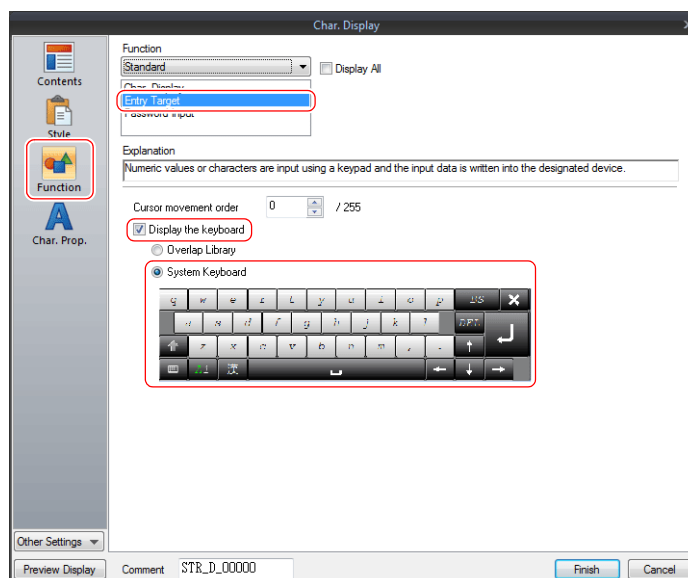 Char. Display
Contents
Style
Function
Char. Prop.
Other Settings
Preview Display
Function
Standard
Display All
Char. Display
Entry Target
Password Input
Explanation
Numeric values or characters are input using a keypad and the input data is written into the designated device.
Cursor movement order 0 / 255
Display the keyboard
Overlap Library
System Keyboard
q w e r t y u i o p BS
a s d f g h j k l DEL
z x c v b n m , .
Comment STR_D_00000
Finish Cancel